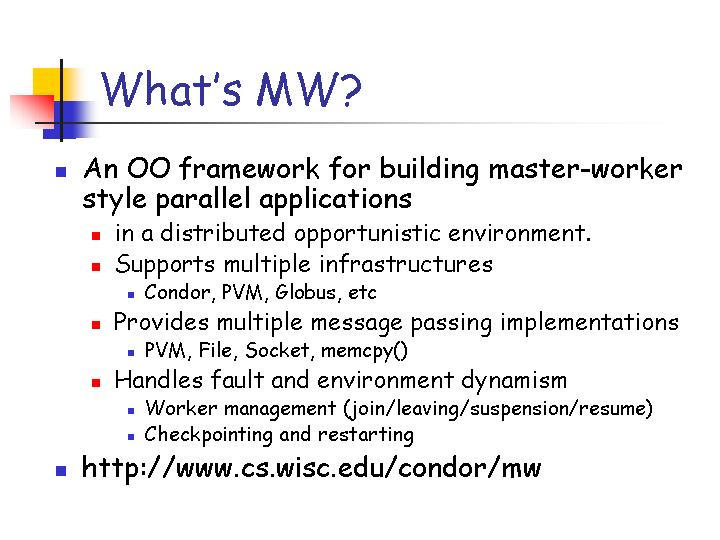 What's MW?
An OO framework for building master-worker
style parallel applications
in a distributed opportunistic environment.
Supports multiple infrastructures
Condor, PVM, Globus, etc
Provides multiple message passing implementations
PVM, File, Socket, memcpy()
Handles fault and environment dynamism
Worker management (join/leaving/suspension/resume)
Checkpointing and restarting
http://www.cs.wisc.edu/condor/mw